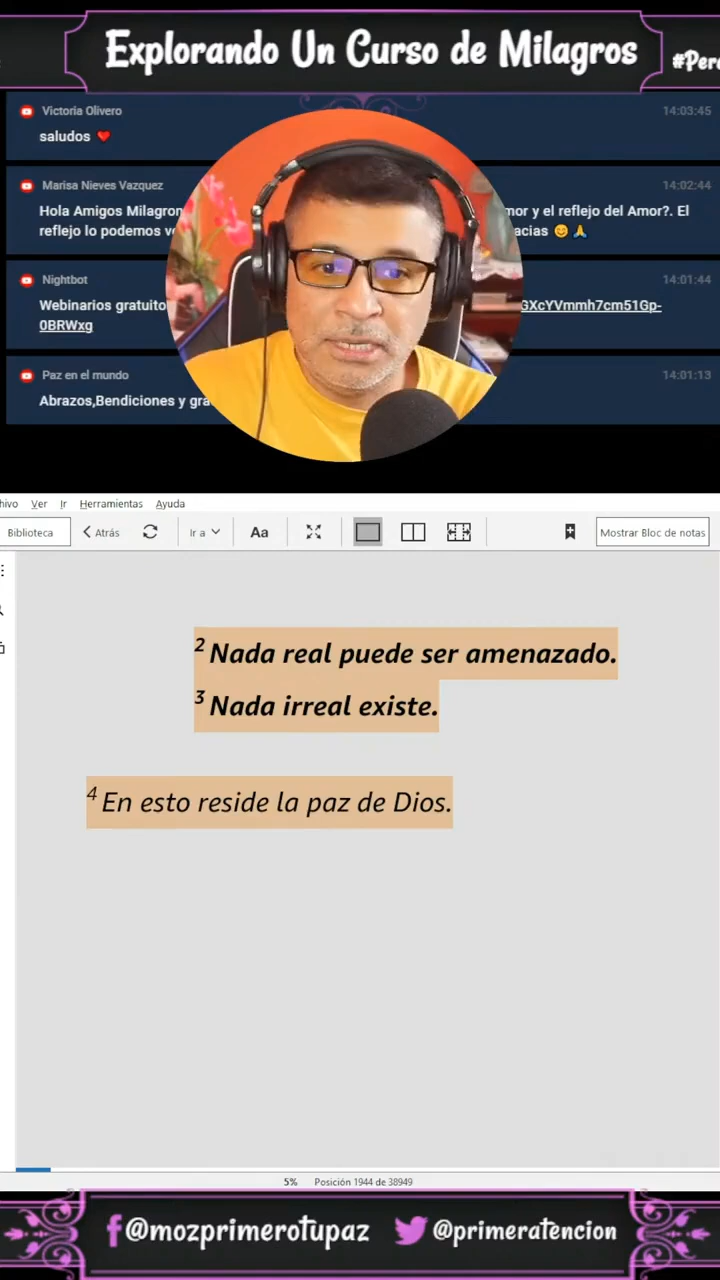 Explorando Un Curso de Milagros
Victoria Olivero 14:03:45
saludos ❤️
Marisa Nieves Vazquez 14:02:44
Hola Amigos mor y el reflejo del Amor?. El
reflejo lo podemos acias 😊 🙏
Nightbot 14:01:44
Webinarios gratuito GXcYVmmh7cm51Gp-
0BRWxg
Paz en el mundo 14:01:13
Abrazos,Bendiciones y gra
hivo Ver Ir Herramientas Ayuda
Biblioteca Atrás Ir a Aa Mostrar Bloc de notas
2 Nada real puede ser amenazado.
3 Nada irreal existe.
4 En esto reside la paz de Dios.
5% Posición 1944 de 38949
@mozprimerotupaz @primeratencion